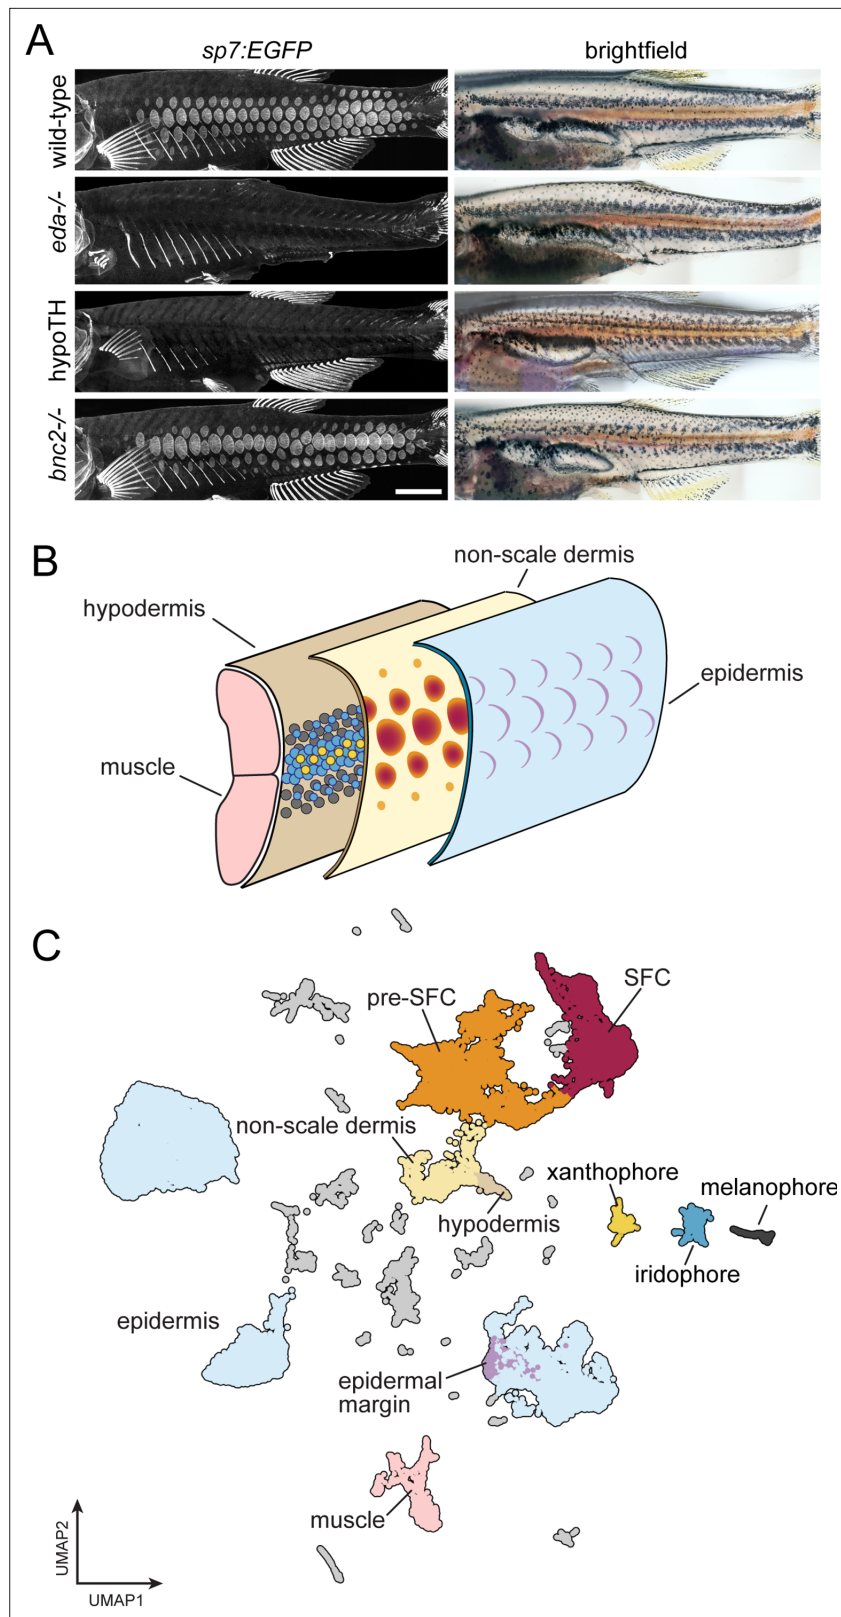 A
sp7:EGFP
brightfield
wild-type
eda-/-
hypoTH
bnc2-/-
B
non-scale dermis
hypodermis
epidermis
muscle
C
SFC
pre-SFC
non-scale dermis
xanthophore
melanophore
hypodermis
iridophore
epidermis
epidermal
margin
muscle
UMAP2
UMAP1